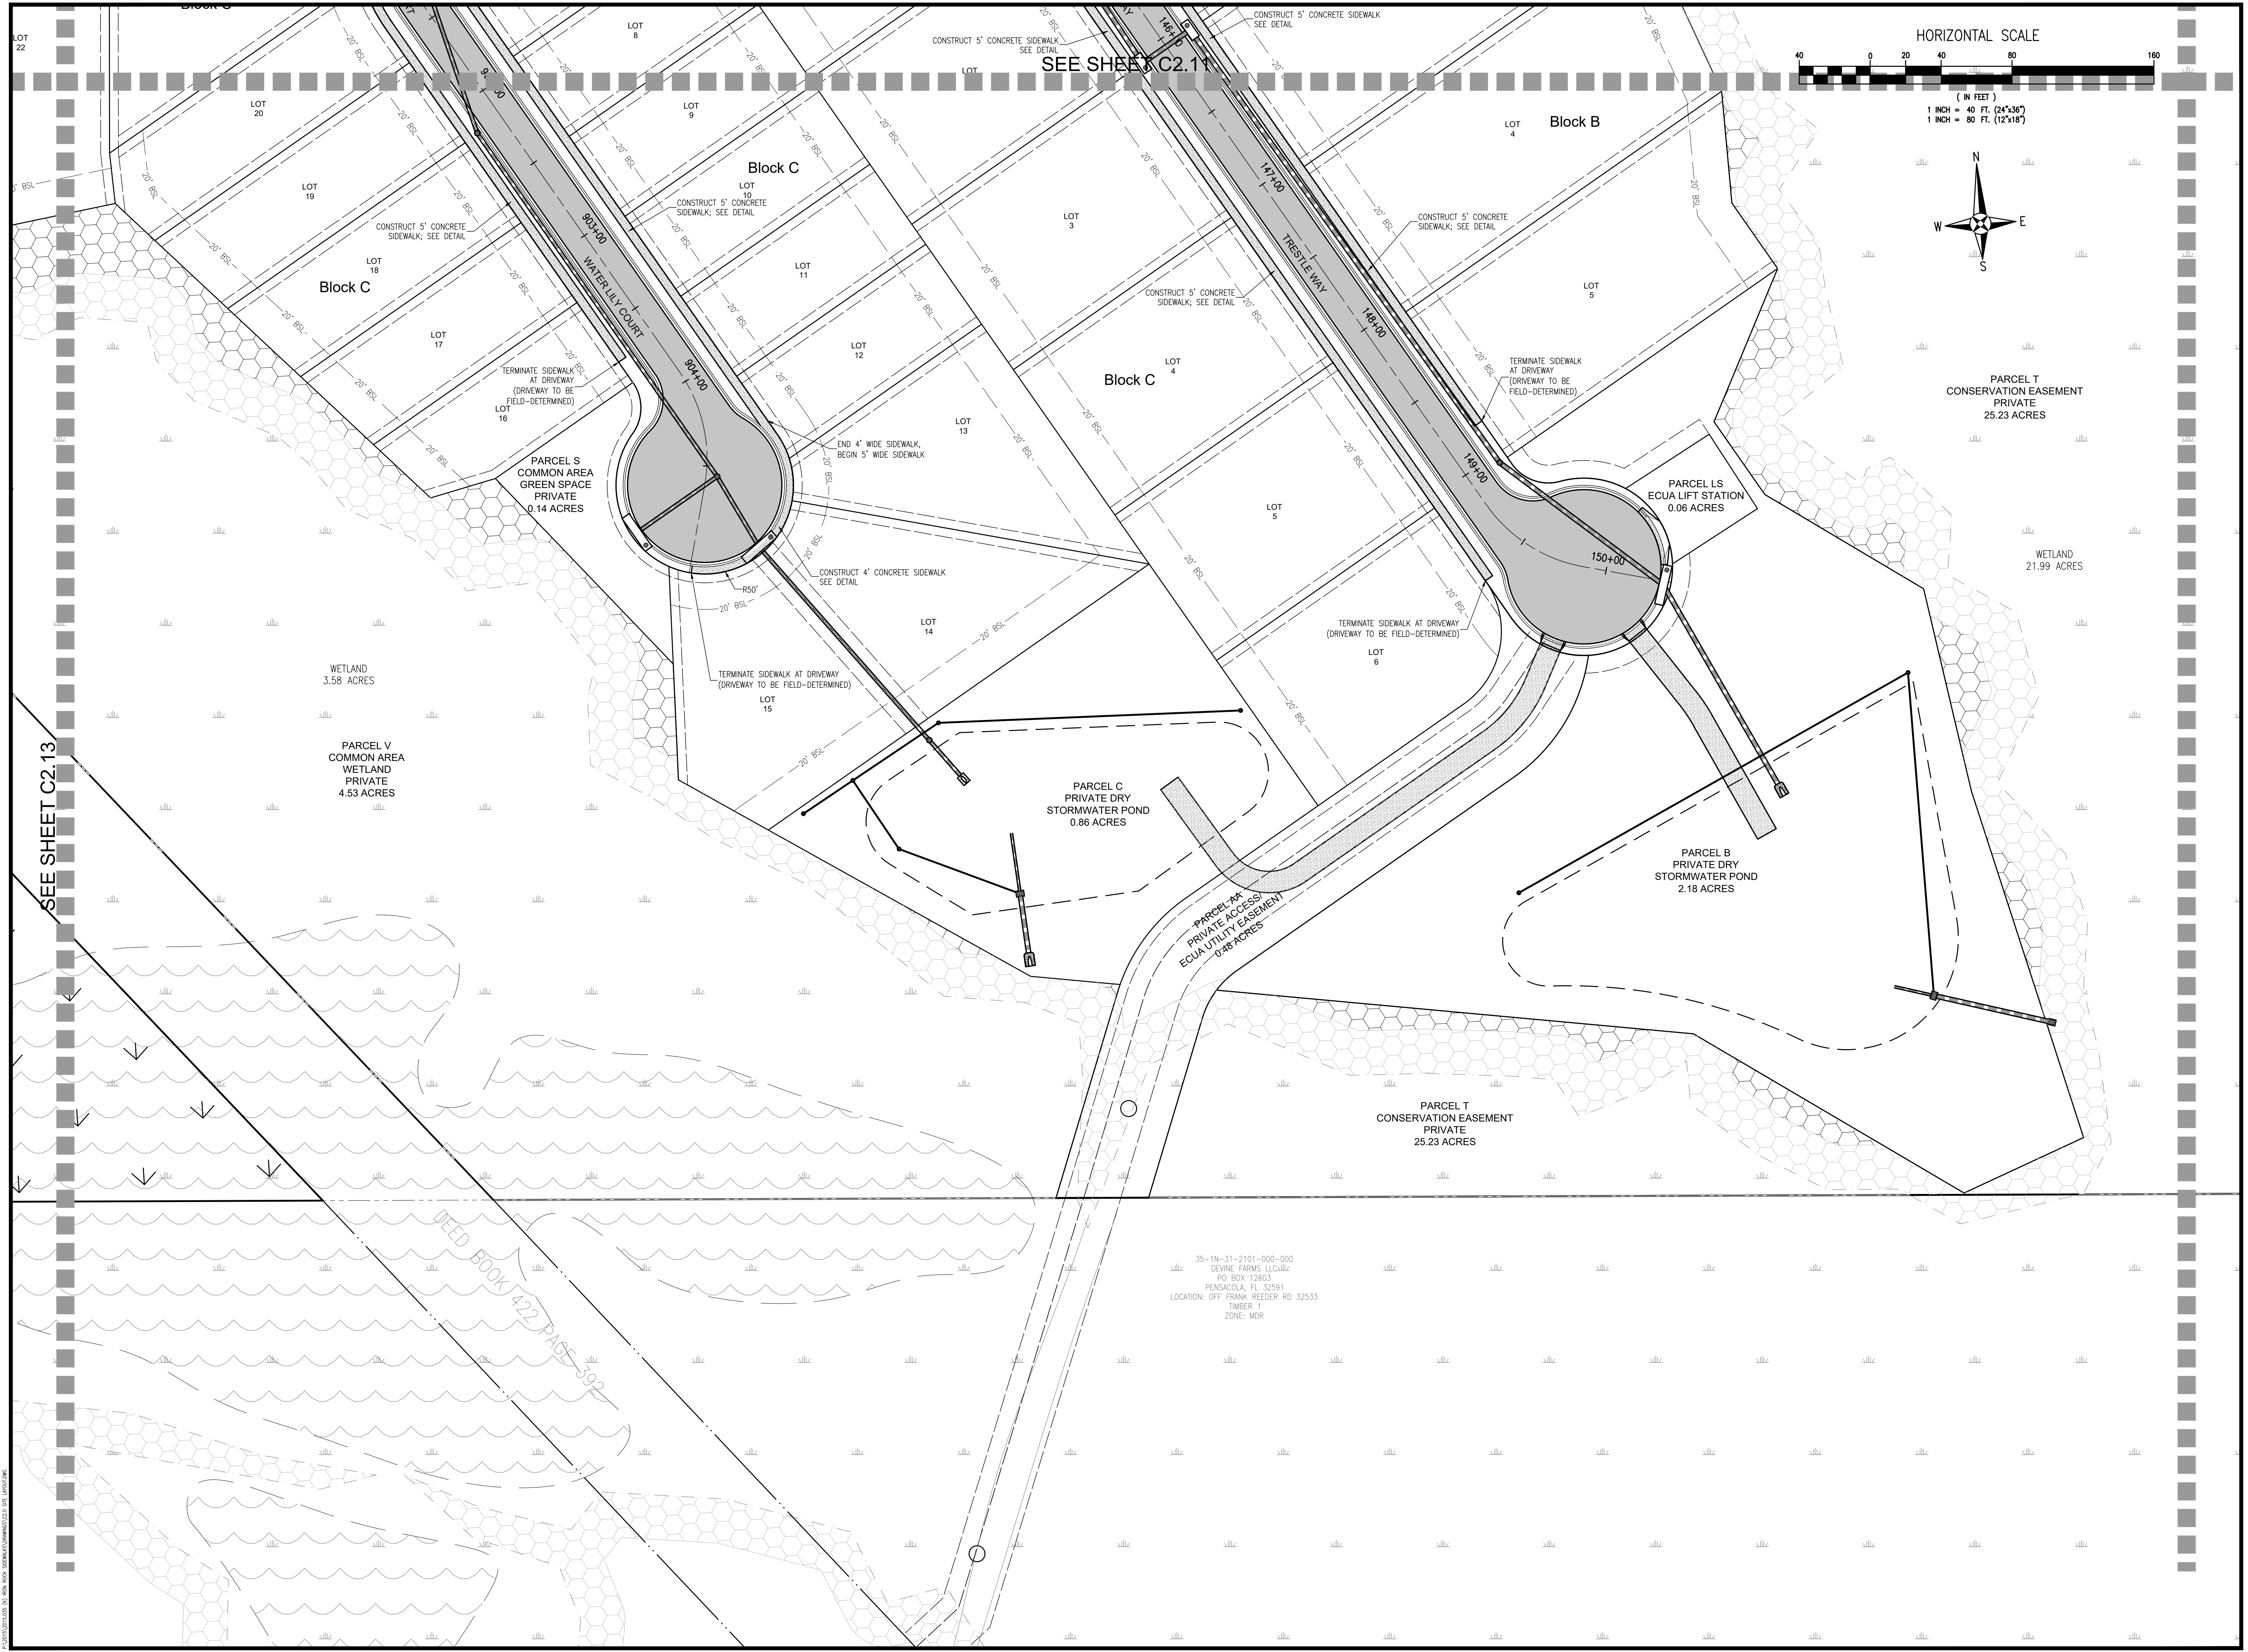 LOT
22
LOT
8
CONSTRUCT 5' CONCRETE SIDEWALK
SEE DETAIL
CONSTRUCT 5' CONCRETE SIDEWALK
SEE DETAIL
SEE SHEET C2.11
LOT
HORIZONTAL SCALE
40 0 20 40 80 160
( IN FEET )
1 INCH = 40 FT. (24"x36")
1 INCH = 80 FT. (12"x18")
N
W E
S
LOT
20
LOT
9
LOT
4
Block B
LOT
19
Block C
LOT
10
CONSTRUCT 5' CONCRETE
SIDEWALK; SEE DETAIL
CONSTRUCT 5' CONCRETE
SIDEWALK; SEE DETAIL
LOT
3
CONSTRUCT 5' CONCRETE
SIDEWALK; SEE DETAIL
147+00
903+00
WATER LILY COURT
TRESTLE WAY
LOT
18
Block C
LOT
11
CONSTRUCT 5' CONCRETE
SIDEWALK; SEE DETAIL
LOT
5
148+00
LOT
17
LOT
12
904+00
LOT
4
Block C
TERMINATE SIDEWALK
AT DRIVEWAY
(DRIVEWAY TO BE
FIELD-DETERMINED)
LOT
16
TERMINATE SIDEWALK
AT DRIVEWAY
(DRIVEWAY TO BE
FIELD-DETERMINED)
PARCEL T
CONSERVATION EASEMENT
PRIVATE
25.23 ACRES
LOT
13
END 4' WIDE SIDEWALK,
BEGIN 5' WIDE SIDEWALK
149+00
PARCEL S
COMMON AREA
GREEN SPACE
PRIVATE
0.14 ACRES
PARCEL LS
ECUA LIFT STATION
0.06 ACRES
LOT
5
150+00
WETLAND
21.99 ACRES
CONSTRUCT 4' CONCRETE SIDEWALK
SEE DETAIL
R50'
20' BSL
LOT
14
20' BSL
TERMINATE SIDEWALK AT DRIVEWAY
(DRIVEWAY TO BE FIELD-DETERMINED)
LOT
6
WETLAND
3.58 ACRES
TERMINATE SIDEWALK AT DRIVEWAY
(DRIVEWAY TO BE FIELD-DETERMINED)
LOT
15
20' BSL
SEE SHEET C2.13
PARCEL V
COMMON AREA
WETLAND
PRIVATE
4.53 ACRES
PARCEL C
PRIVATE DRY
STORMWATER POND
0.86 ACRES
PARCEL B
PRIVATE DRY
STORMWATER POND
2.18 ACRES
PARCEL AA
PRIVATE ACCESS/
ECUA UTILITY EASEMENT
0.48 ACRES
PARCEL T
CONSERVATION EASEMENT
PRIVATE
25.23 ACRES
DEED BOOK 422 PAGE 392
35-1N-31-2101-000-000
DEVINE FARMS LLC
PO BOX 12603
PENSACOLA, FL 32591
LOCATION: OFF FRANK REEDER RD 32533
TIMBER 1
ZONE: MDR